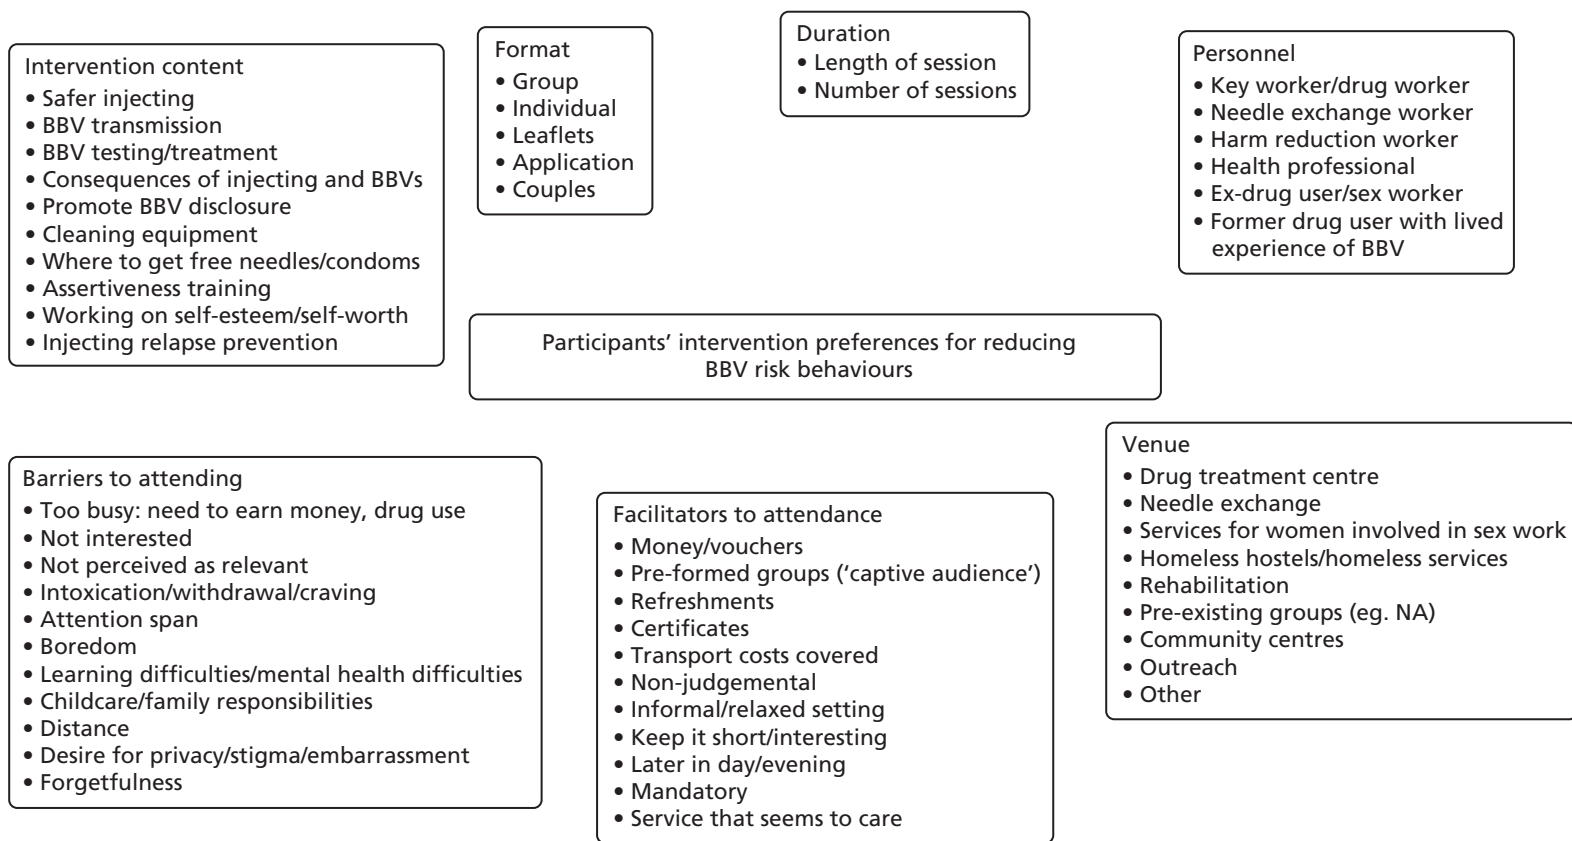 Intervention content
• Safer injecting
• BBV transmission
• BBV testing/treatment
• Consequences of injecting and BBVs
• Promote BBV disclosure
• Cleaning equipment
• Where to get free needles/condoms
• Assertiveness training
• Working on self-esteem/self-worth
• Injecting relapse prevention
Format
• Group
• Individual
• Leaflets
• Application
• Couples
Duration
• Length of session
• Number of sessions
Personnel
• Key worker/drug worker
• Needle exchange worker
• Harm reduction worker
• Health professional
• Ex-drug user/sex worker
• Former drug user with lived
experience of BBV
Participants’ intervention preferences for reducing
BBV risk behaviours
Barriers to attending
• Too busy: need to earn money, drug use
• Not interested
• Not perceived as relevant
• Intoxication/withdrawal/craving
• Attention span
• Boredom
• Learning difficulties/mental health difficulties
• Childcare/family responsibilities
• Distance
• Desire for privacy/stigma/embarrassment
• Forgetfulness
Facilitators to attendance
• Money/vouchers
• Pre-formed groups (‘captive audience’)
• Refreshments
• Certificates
• Transport costs covered
• Non-judgemental
• Informal/relaxed setting
• Keep it short/interesting
• Later in day/evening
• Mandatory
• Service that seems to care
Venue
• Drug treatment centre
• Needle exchange
• Services for women involved in sex work
• Homeless hostels/homeless services
• Rehabilitation
• Pre-existing groups (eg. NA)
• Community centres
• Outreach
• Other